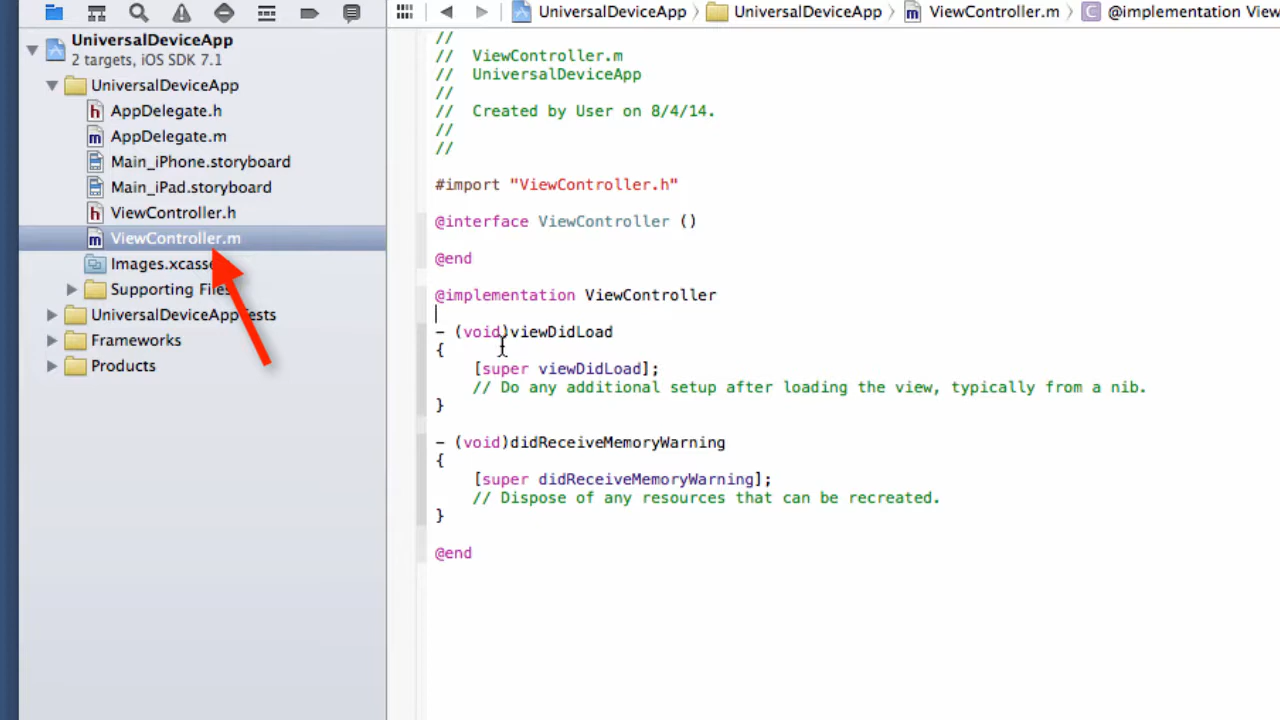 UniversalDeviceApp
2 targets, iOS SDK 7.1
UniversalDeviceApp
AppDelegate.h
AppDelegate.m
Main_iPhone.storyboard
Main_iPad.storyboard
ViewController.h
ViewController.m
Images.xcasse
Supporting Files
UniversalDeviceAppTests
Frameworks
Products
UniversalDeviceApp
UniversalDeviceApp
ViewController.m
@implementation View
//
// ViewController.m
// UniversalDeviceApp
//
// Created by User on 8/4/14.
//
//
#import "ViewController.h"
@interface ViewController ()
@end
@implementation ViewController
- (void)viewDidLoad
{
[super viewDidLoad];
// Do any additional setup after loading the view, typically from a nib.
}
- (void)didReceiveMemoryWarning
{
[super didReceiveMemoryWarning];
// Dispose of any resources that can be recreated.
}
@end